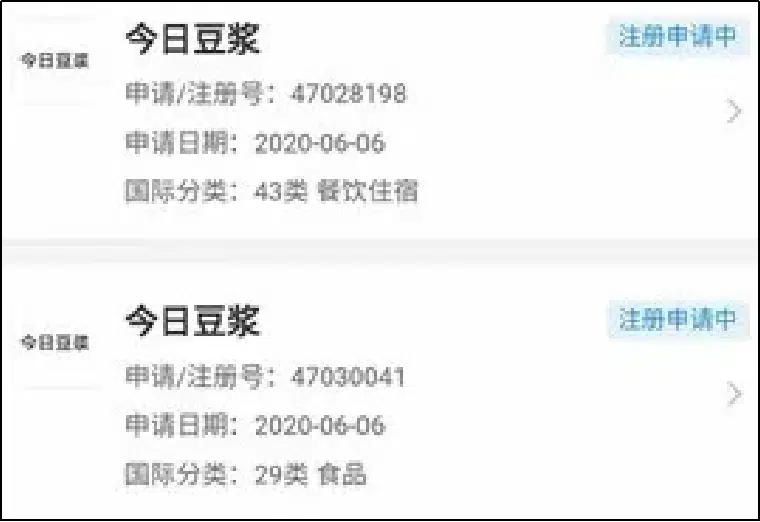 今日豆浆
注册申请中
今日豆浆
申请/注册号：47028198
申请日期：2020-06-06
国际分类：43类 餐饮住宿
今日豆浆
注册申请中
今日豆浆
申请/注册号：47030041
申请日期：2020-06-06
国际分类：29类 食品